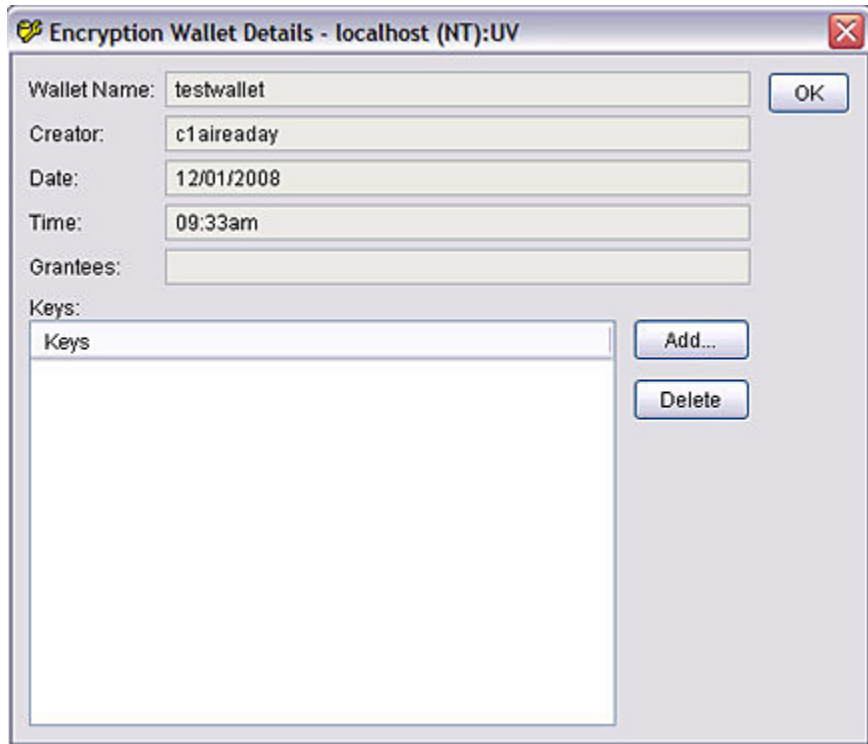 Encryption Wallet Details - localhost (NT):UV
Wallet Name: testwallet
OK
Creator: c1aireaday
Date: 12/01/2008
Time: 09:33am
Grantees:
Keys:
Keys
Add...
Delete